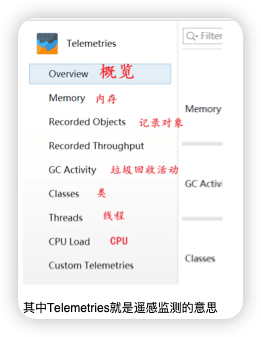 Telemetries
Filter
Overview 概览
Memory 内存
Memory
Recorded Objects 记录对象
Recorded Throughput
GC Activity 垃圾回收活动
GC Activi
Classes 类
Threads 线程
CPU Load CPU
Classes
Custom Telemetries
其中Telemetries就是遥感监测的意思